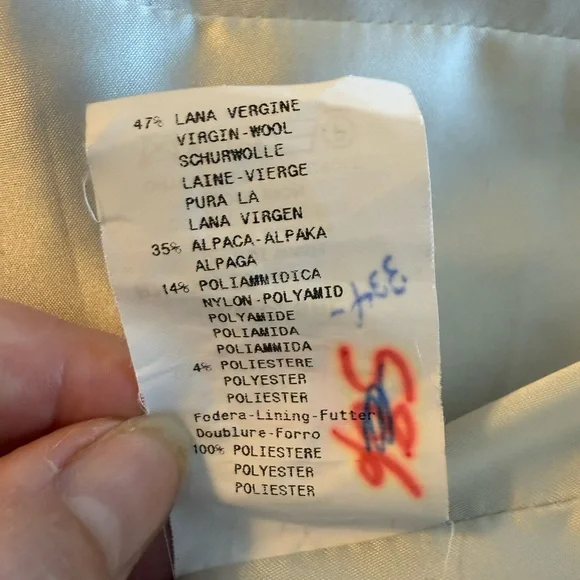 47% LANA VERGINE
VIRGIN-WOOL
SCHURWOLLE
LAINE-VIERGE
PURA LA
LANA VIRGEN
35% ALPACA-ALPAKA
ALPAGA
14% POLIAMMIDICA
NYLON-POLYAMID
POLYAMIDE
POLIAMIDA
POLIAMMIDA
4% POLIESTERE
POLYESTER
POLIESTER
Fodera-Lining-Futter
Doublure-Forro
100% POLIESTERE
POLYESTER
POLIESTER